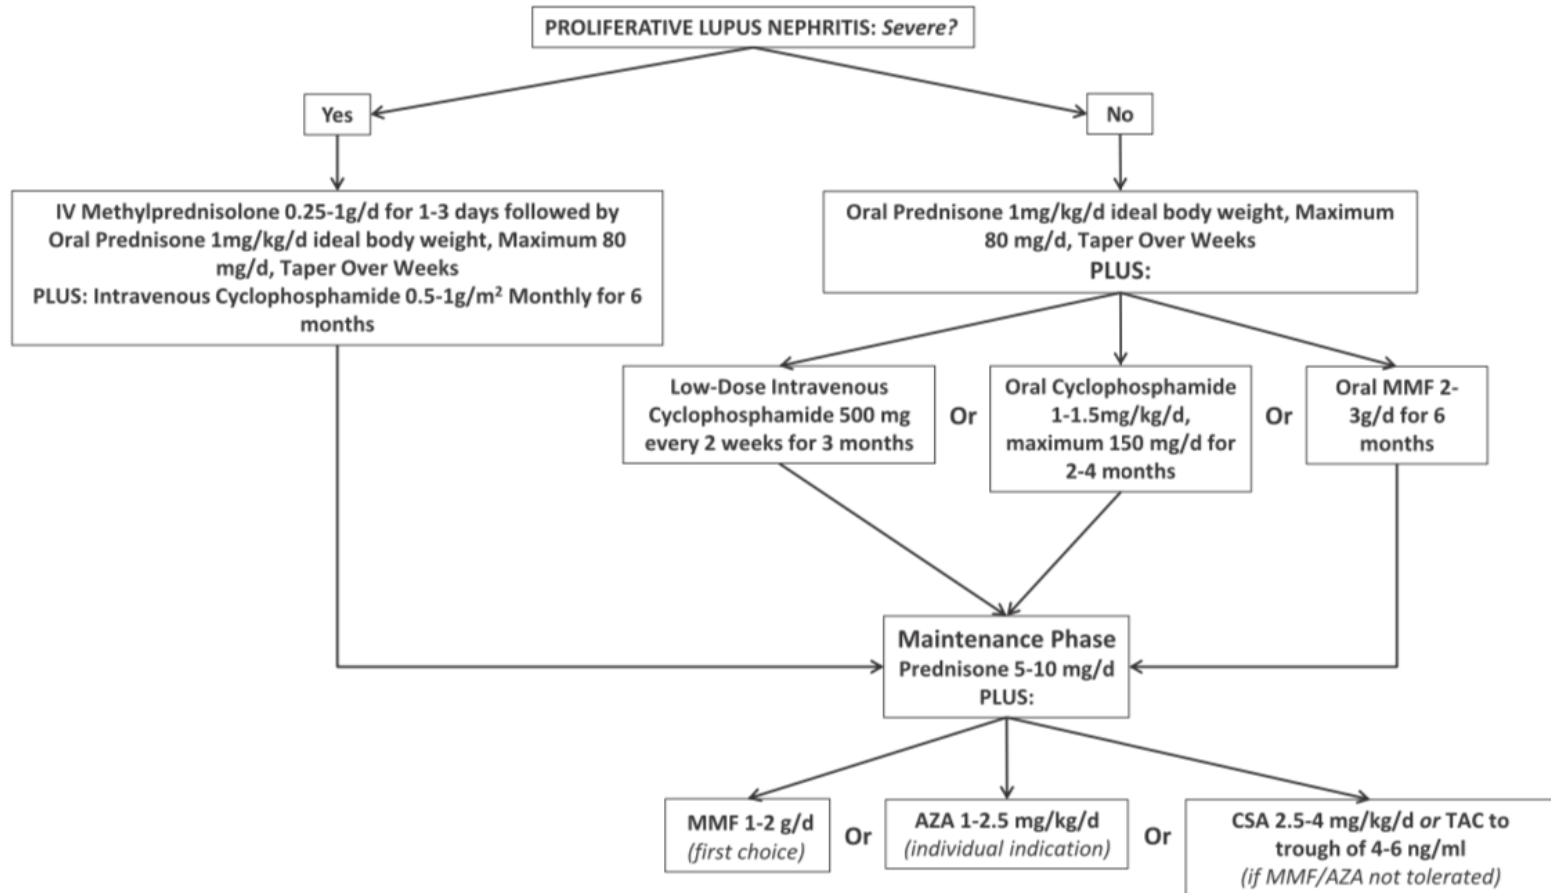 PROLIFERATIVE LUPUS NEPHRITIS: Severe?
Yes
No
IV Methylprednisolone 0.25-1g/d for 1-3 days followed by
Oral Prednisone 1mg/kg/d ideal body weight, Maximum 80
mg/d, Taper Over Weeks
PLUS: Intravenous Cyclophosphamide 0.5-1g/m² Monthly for 6
months
Oral Prednisone 1mg/kg/d ideal body weight, Maximum
80 mg/d, Taper Over Weeks
PLUS:
Low-Dose Intravenous
Cyclophosphamide 500 mg
every 2 weeks for 3 months
Or
Oral Cyclophosphamide
1-1.5mg/kg/d,
maximum 150 mg/d for
2-4 months
Or
Oral MMF 2-
3g/d for 6
months
Maintenance Phase
Prednisone 5-10 mg/d
PLUS:
MMF 1-2 g/d
(first choice)
Or
AZA 1-2.5 mg/kg/d
(individual indication)
Or
CSA 2.5-4 mg/kg/d or TAC to
trough of 4-6 ng/ml
(if MMF/AZA not tolerated)